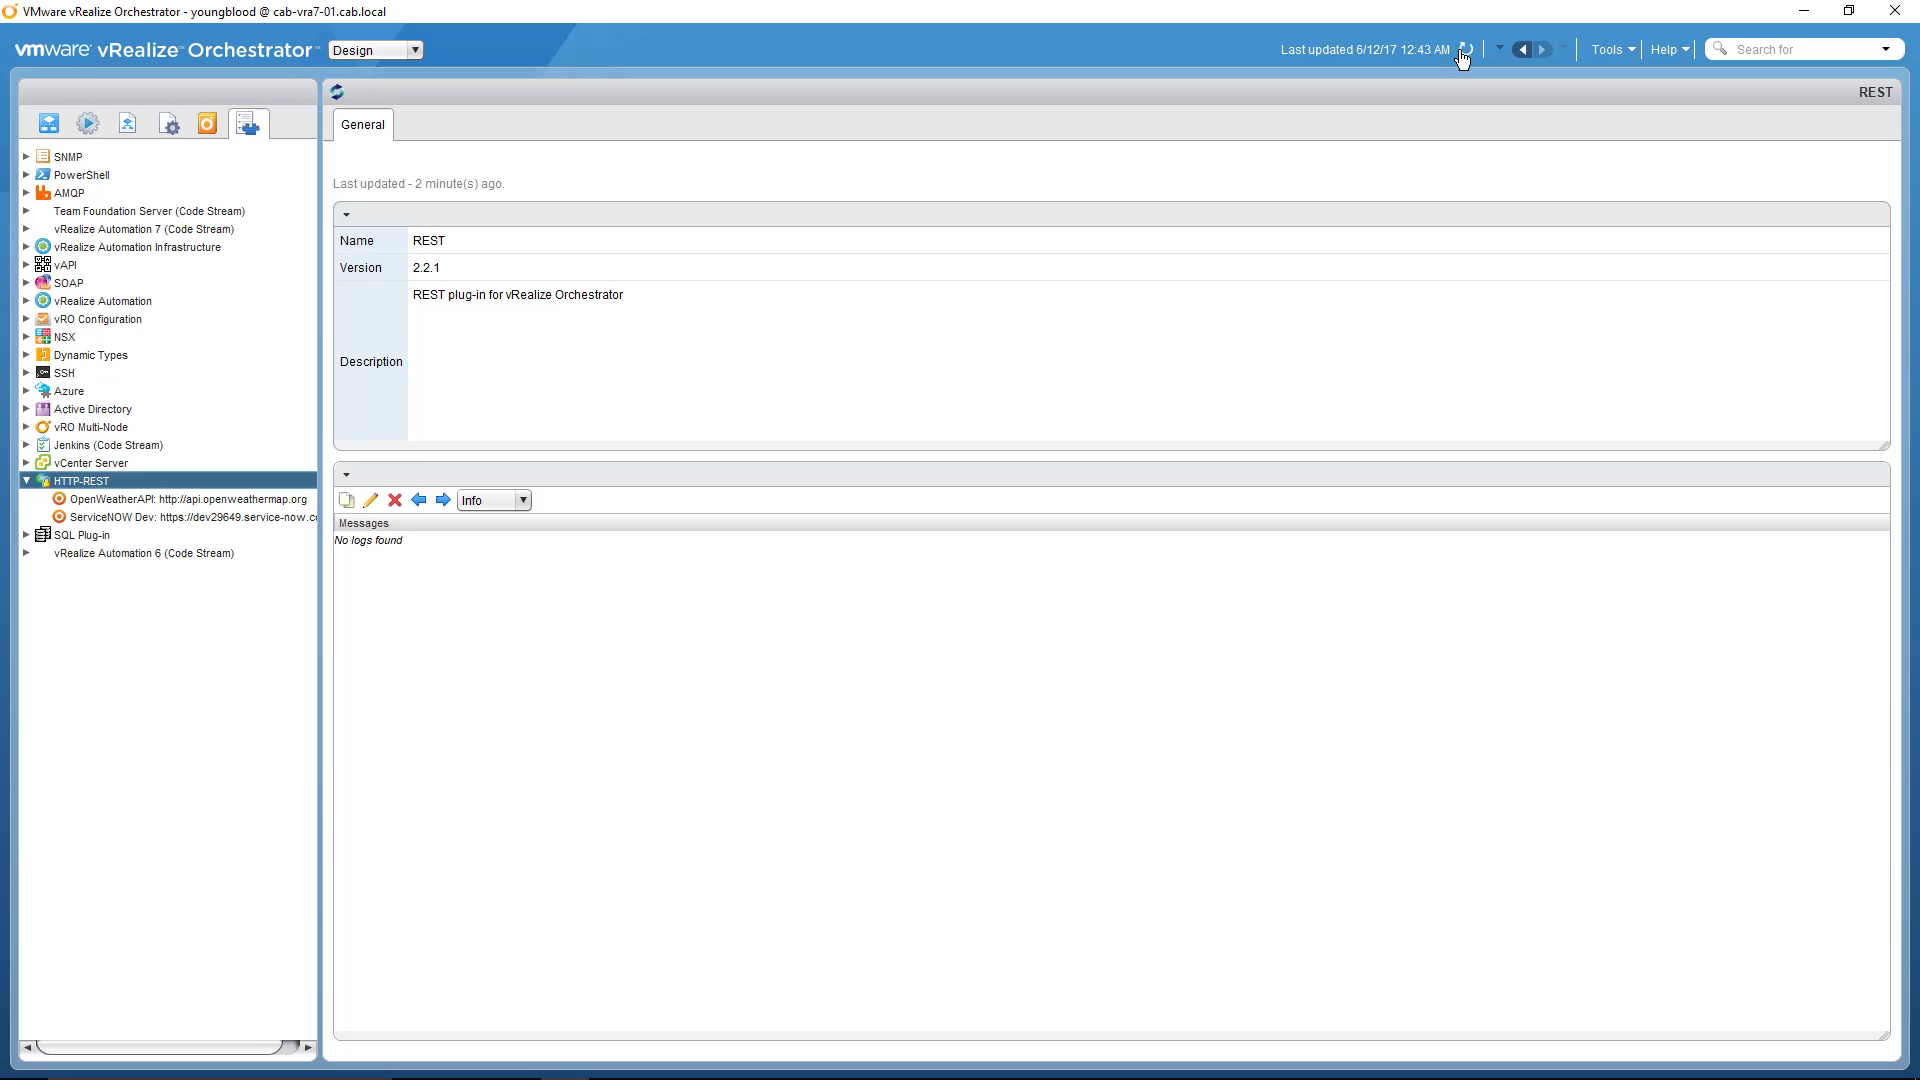 VMware vRealize Orchestrator - youngblood @ cab-vra7-01.cab.local
vmware vRealize™ Orchestrator™ Design Last updated 6/12/17 12:43 AM Tools Help Search for
REST
General
SNMP
PowerShell
AMQP
Team Foundation Server (Code Stream)
vRealize Automation 7 (Code Stream)
vRealize Automation Infrastructure
vAPI
SOAP
vRealize Automation
vRO Configuration
NSX
Dynamic Types
SSH
Azure
Active Directory
vRO Multi-Node
Jenkins (Code Stream)
vCenter Server
HTTP-REST
OpenWeatherAPI: http://api.openweathermap.org
ServiceNOW Dev: https://dev29649.service-now.c
SQL Plug-in
vRealize Automation 6 (Code Stream)
Last updated - 2 minute(s) ago.
Name REST
Version 2.2.1
Description REST plug-in for vRealize Orchestrator
Info
Messages
No logs found